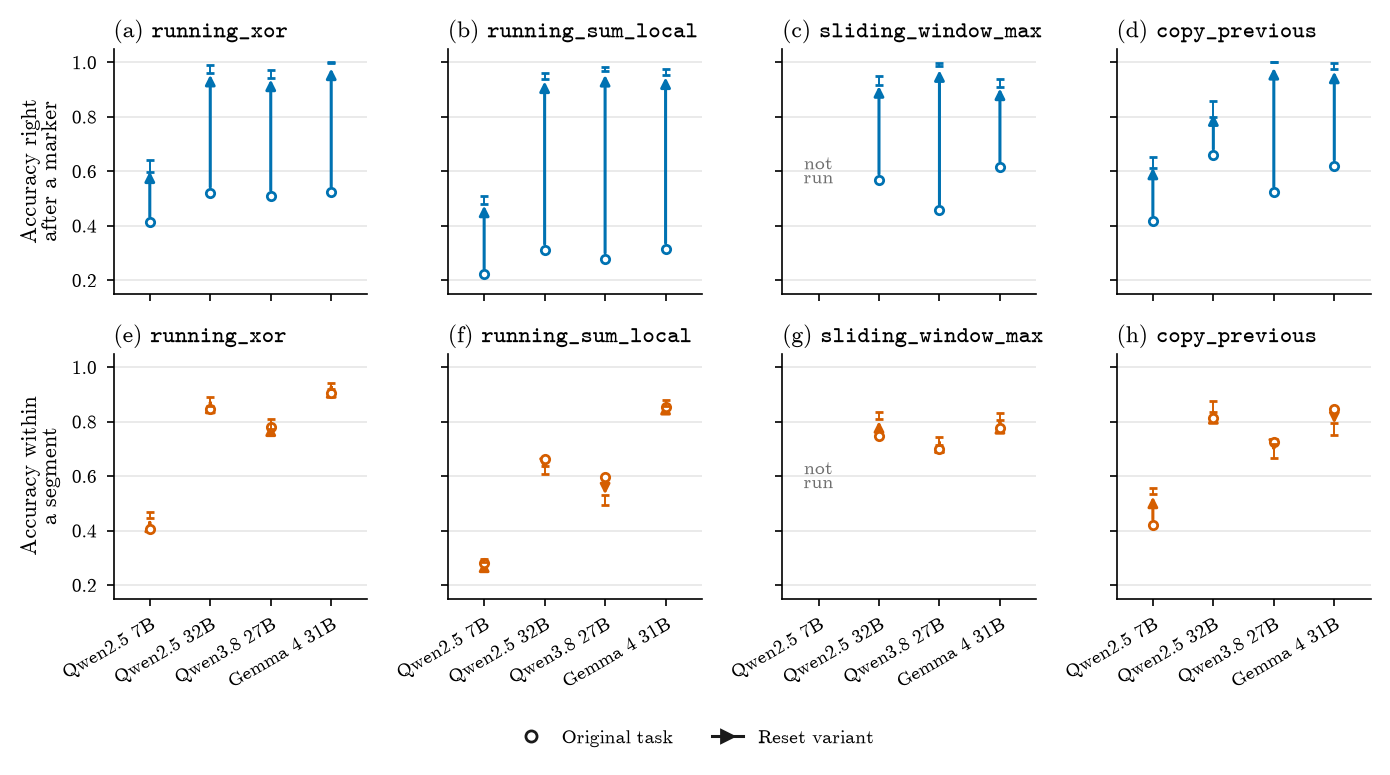 (a) running_xor
(b) running_sum_local
(c) sliding_window_max
(d) copy_previous
Accuracy right
after a marker
1.0
0.8
0.6
0.4
0.2
not
run
(e) running_xor
(f) running_sum_local
(g) sliding_window_max
(h) copy_previous
Accuracy within
a segment
1.0
0.8
0.6
0.4
0.2
not
run
Qwen2.5 7B
Qwen2.5 32B
Qwen3.8 27B
Gemma 4 31B
Qwen2.5 7B
Qwen2.5 32B
Qwen3.8 27B
Gemma 4 31B
Qwen2.5 7B
Qwen2.5 32B
Qwen3.8 27B
Gemma 4 31B
Qwen2.5 7B
Qwen2.5 32B
Qwen3.8 27B
Gemma 4 31B
Original task
Reset variant